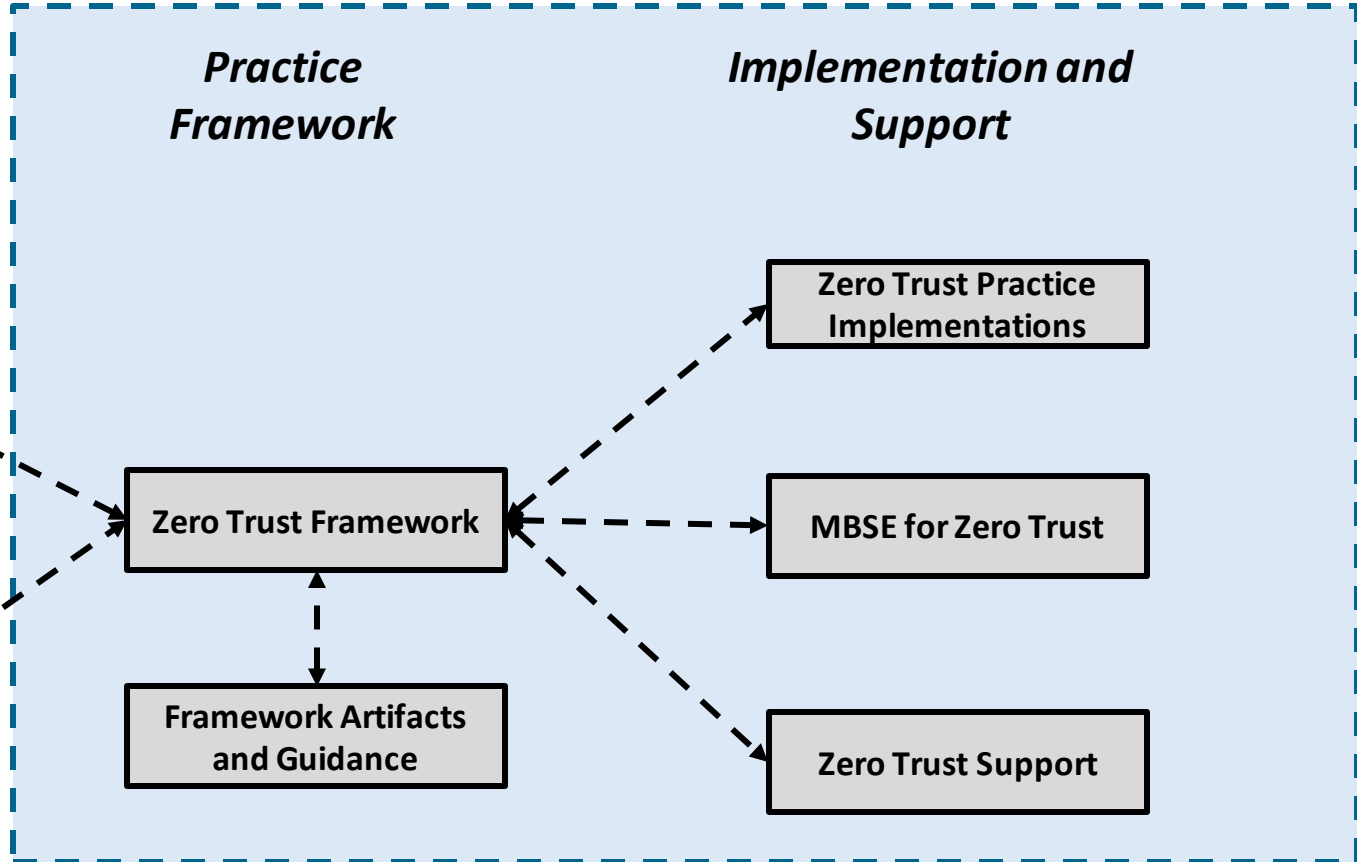 Practice
Framework
Implementation and
Support
Zero Trust Practice
Implementations
Zero Trust Framework
MBSE for Zero Trust
Framework Artifacts
and Guidance
Zero Trust Support